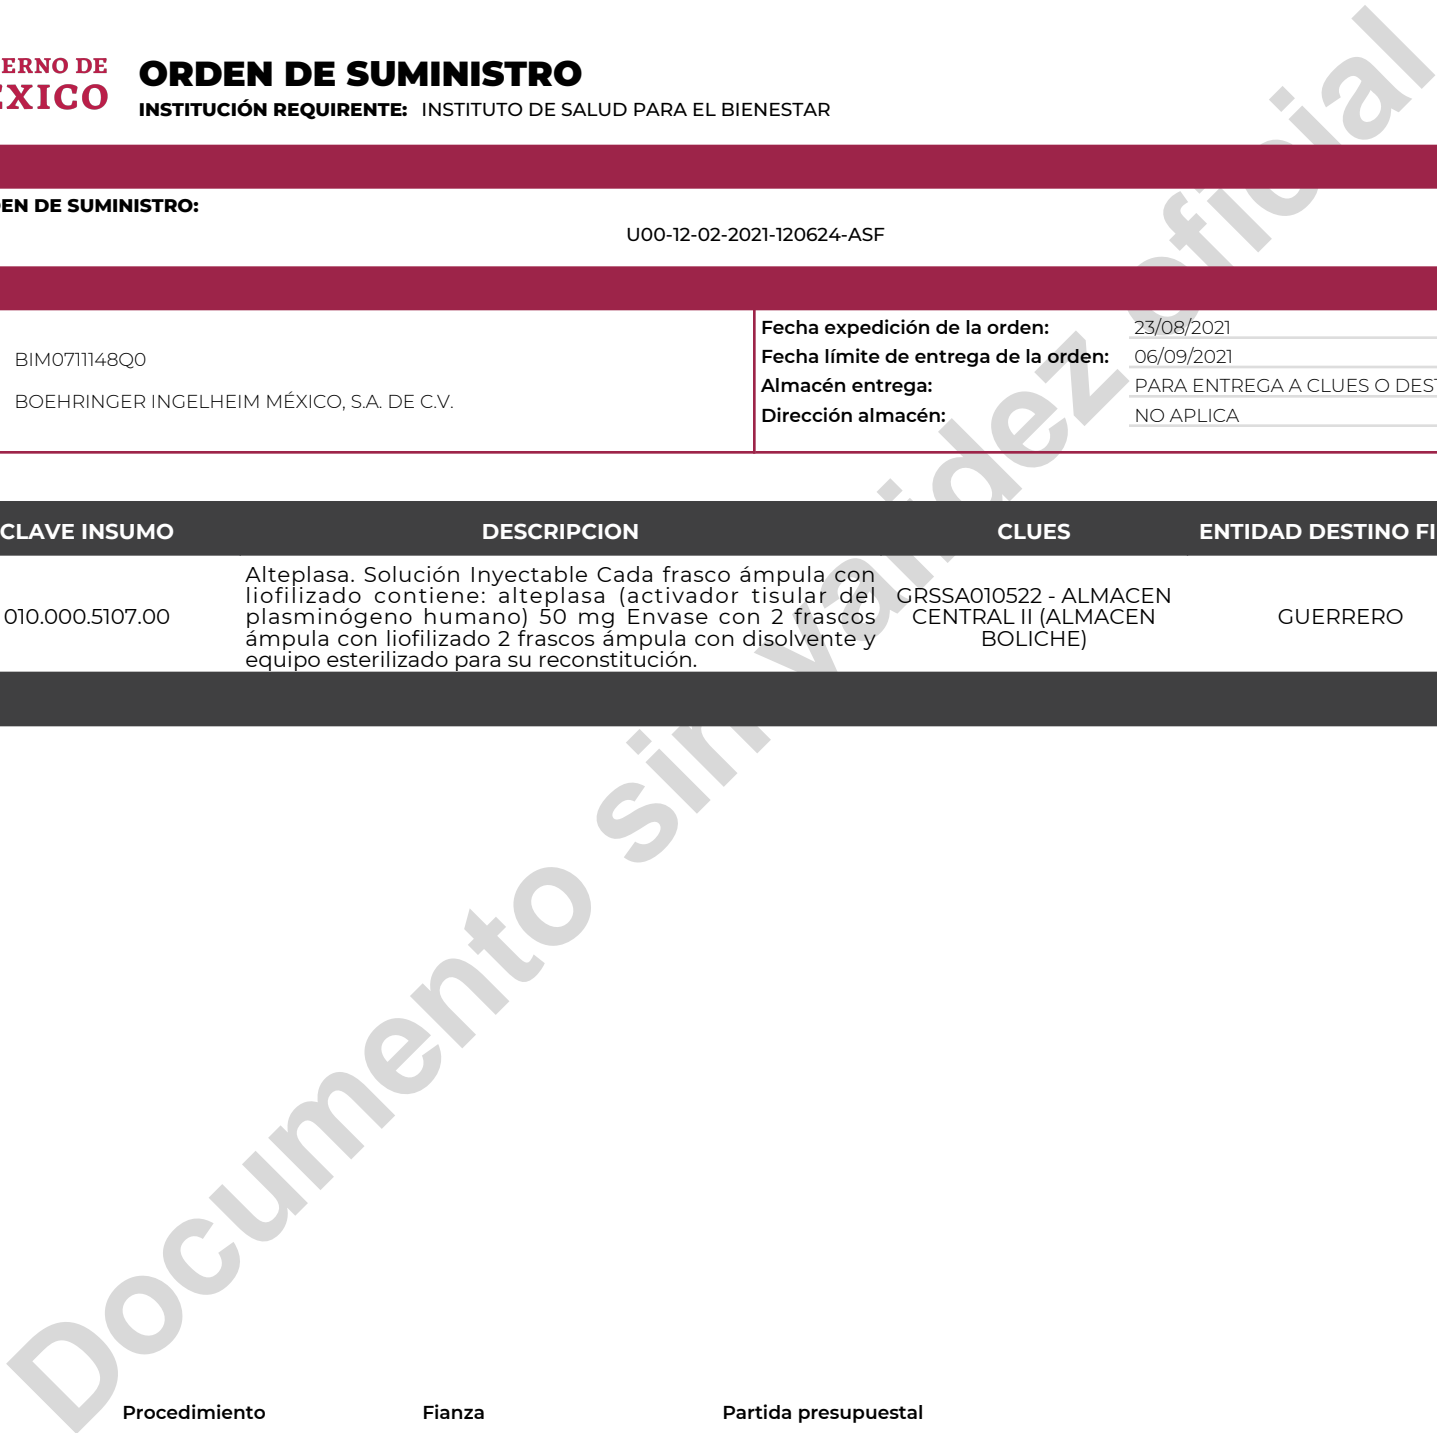 ERNO DE
ÉXICO
ORDEN DE SUMINISTRO
INSTITUCIÓN REQUIRENTE: INSTITUTO DE SALUD PARA EL BIENESTAR
EN DE SUMINISTRO:
U00-12-02-2021-120624-ASF
BIM0711148Q0
BOEHRINGER INGELHEIM MÉXICO, S.A. DE C.V.
Fecha expedición de la orden: 23/08/2021
Fecha límite de entrega de la orden: 06/09/2021
Almacén entrega: PARA ENTREGA A CLUES O DEST
Dirección almacén: NO APLICA
CLAVE INSUMO DESCRIPCION CLUES ENTIDAD DESTINO FI
010.000.5107.00
Alteplasa. Solución Inyectable Cada frasco ámpula con
liofilizado contiene: alteplasa (activador tisular del
plasminógeno humano) 50 mg Envase con 2 frascos
ámpula con liofilizado 2 frascos ámpula con disolvente y
equipo esterilizado para su reconstitución.
GRSSA010522 - ALMACEN
CENTRAL II (ALMACEN
BOLICHE)
GUERRERO
Documento sin validez oficial
Procedimiento Fianza Partida presupuestal